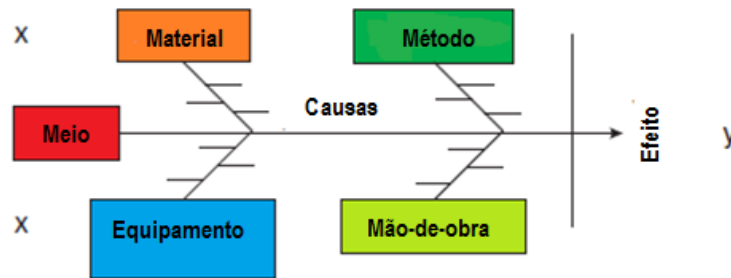 x
Material
Método
Causas
Meio
Efeito
y
x
Equipamento
Mão-de-obra